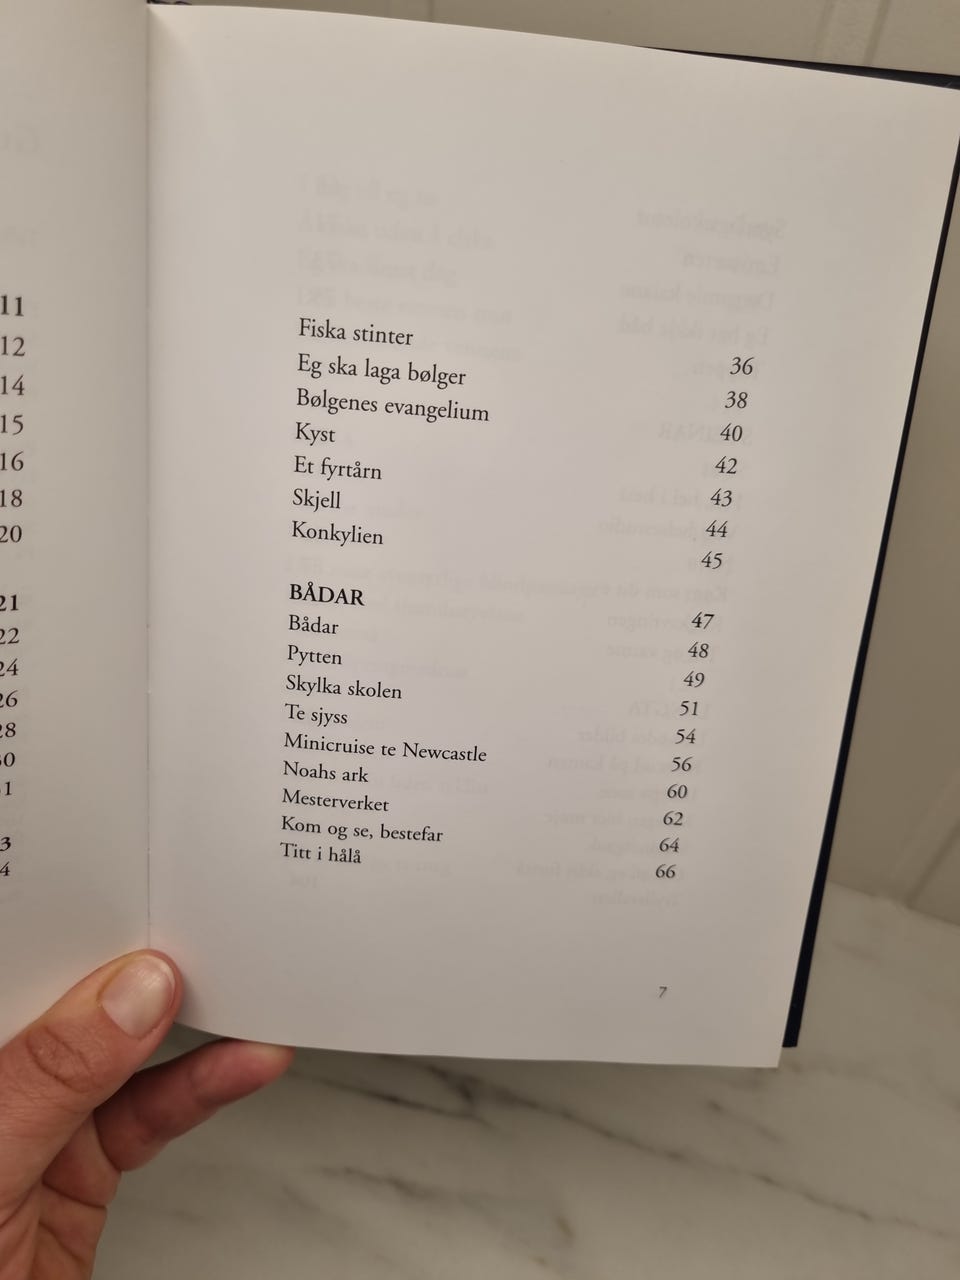 11
12
14
15
16
18
20
21
22
24
26
28
Fiska stinter 36
Eg ska laga bølger 38
Bølgenes evangelium 40
Kyst 42
Et fyrtårn 43
Skjell 44
Konkylien 45
BÅDAR 47
Bådar 48
Pytten 49
Skylka skolen 51
Te sjyss 54
Minicruise te Newcastle 56
Noahs ark 60
Mesterverket 62
Kom og se, bestefar 64
Titt i hålå 66
7